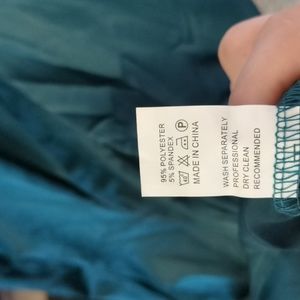 95% POLYESTER
5% SPANDEX
MADE IN CHINA
WASH SEPARATELY
PROFESSIONAL
DRY CLEAN
RECOMMENDED